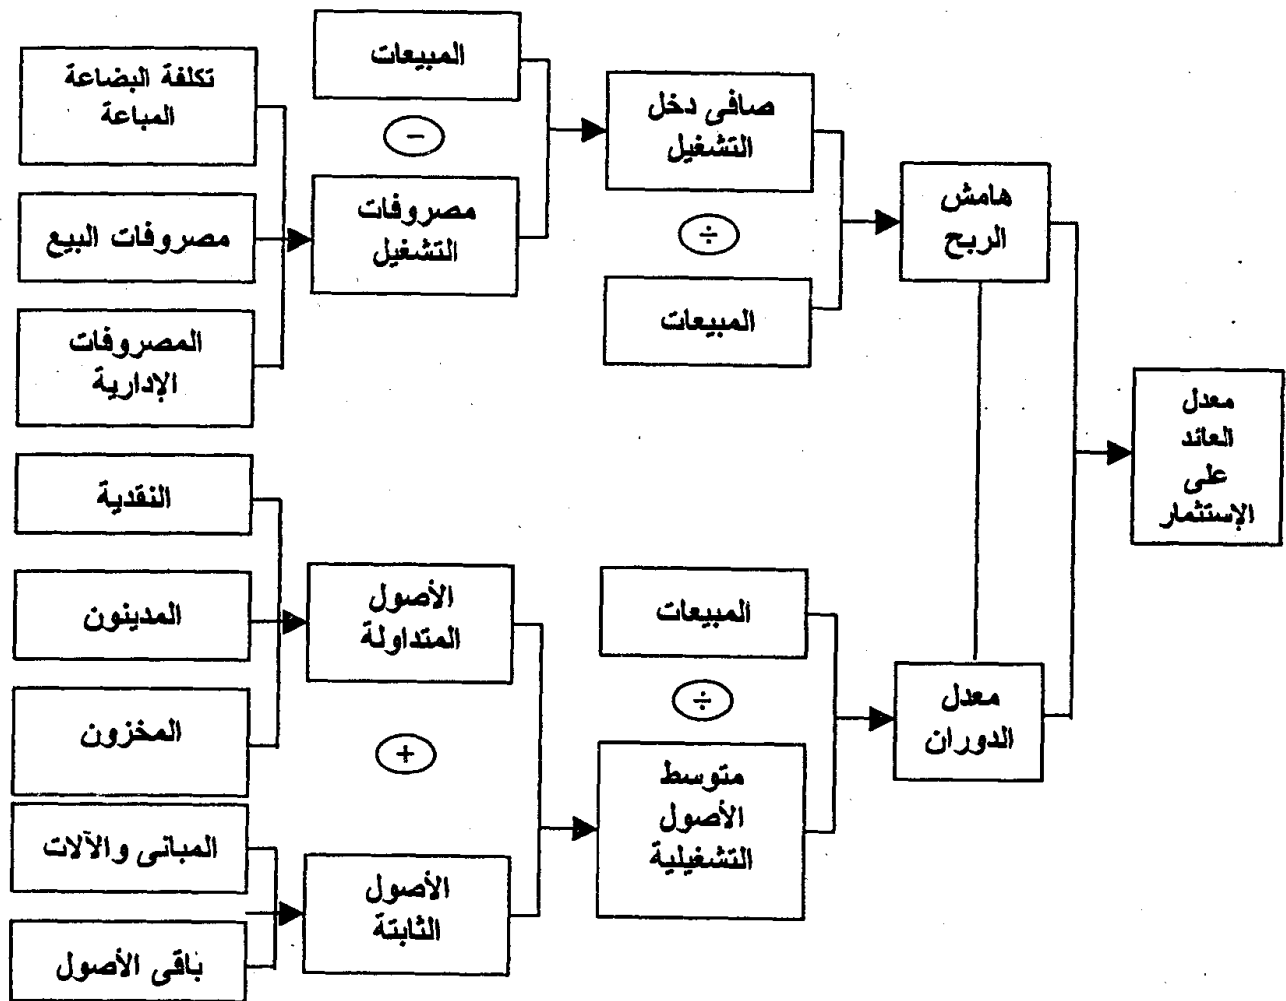 المبيعات
تكلفة البضاعة
المباعة
−
صافى دخل
التشغيل
هامش
الربح
مصروفات
التشغيل
مصروفات البيع
÷
المبيعات
المصروفات
الإدارية
معدل
العائد
على
الإستثمار
النقدية
الأصول
المتداولة
المدينون
المبيعات
÷
معدل
الدوران
المخزون
+
متوسط
الأصول
التشغيلية
المبانى والآلات
الأصول
الثابتة
باقى الأصول